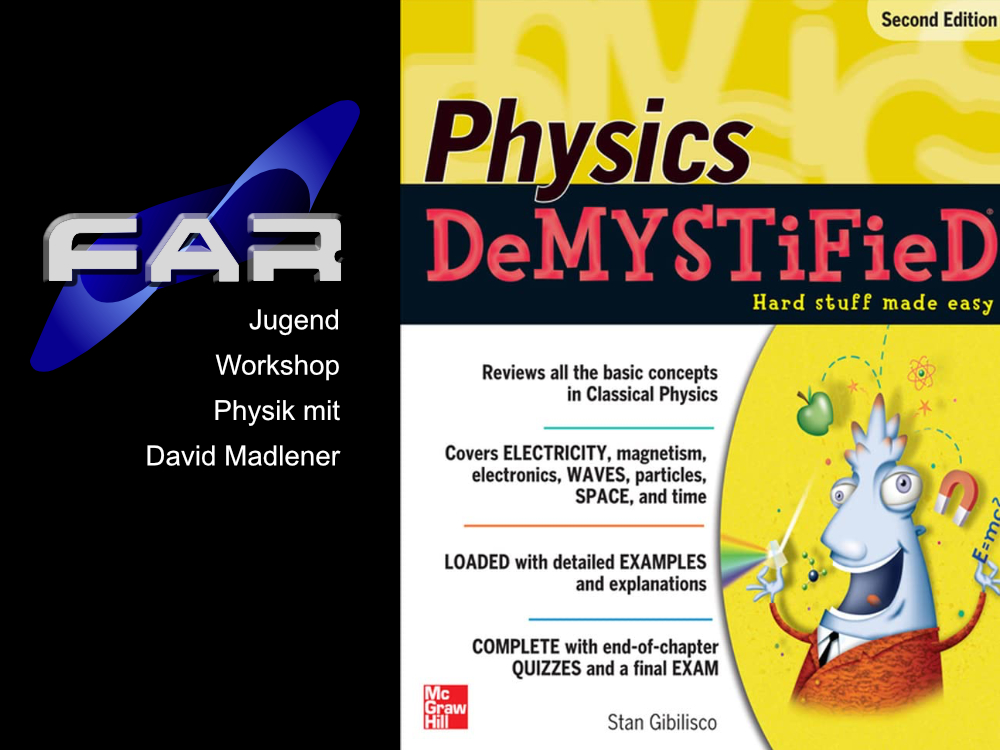 FAR
Jugend
Workshop
Physik mit
David Madlener
Second Edition
Physics
Physics
DeMYSTiFieD®
Hard stuff made easy
Reviews all the basic concepts
in Classical Physics
Covers ELECTRICITY, magnetism,
electronics, WAVES, particles,
SPACE, and time
LOADED with detailed EXAMPLES
and explanations
COMPLETE with end-of-chapter
QUIZZES and a final EXAM
E=mc²
Mc
Graw
Hill
Stan Gibilisco